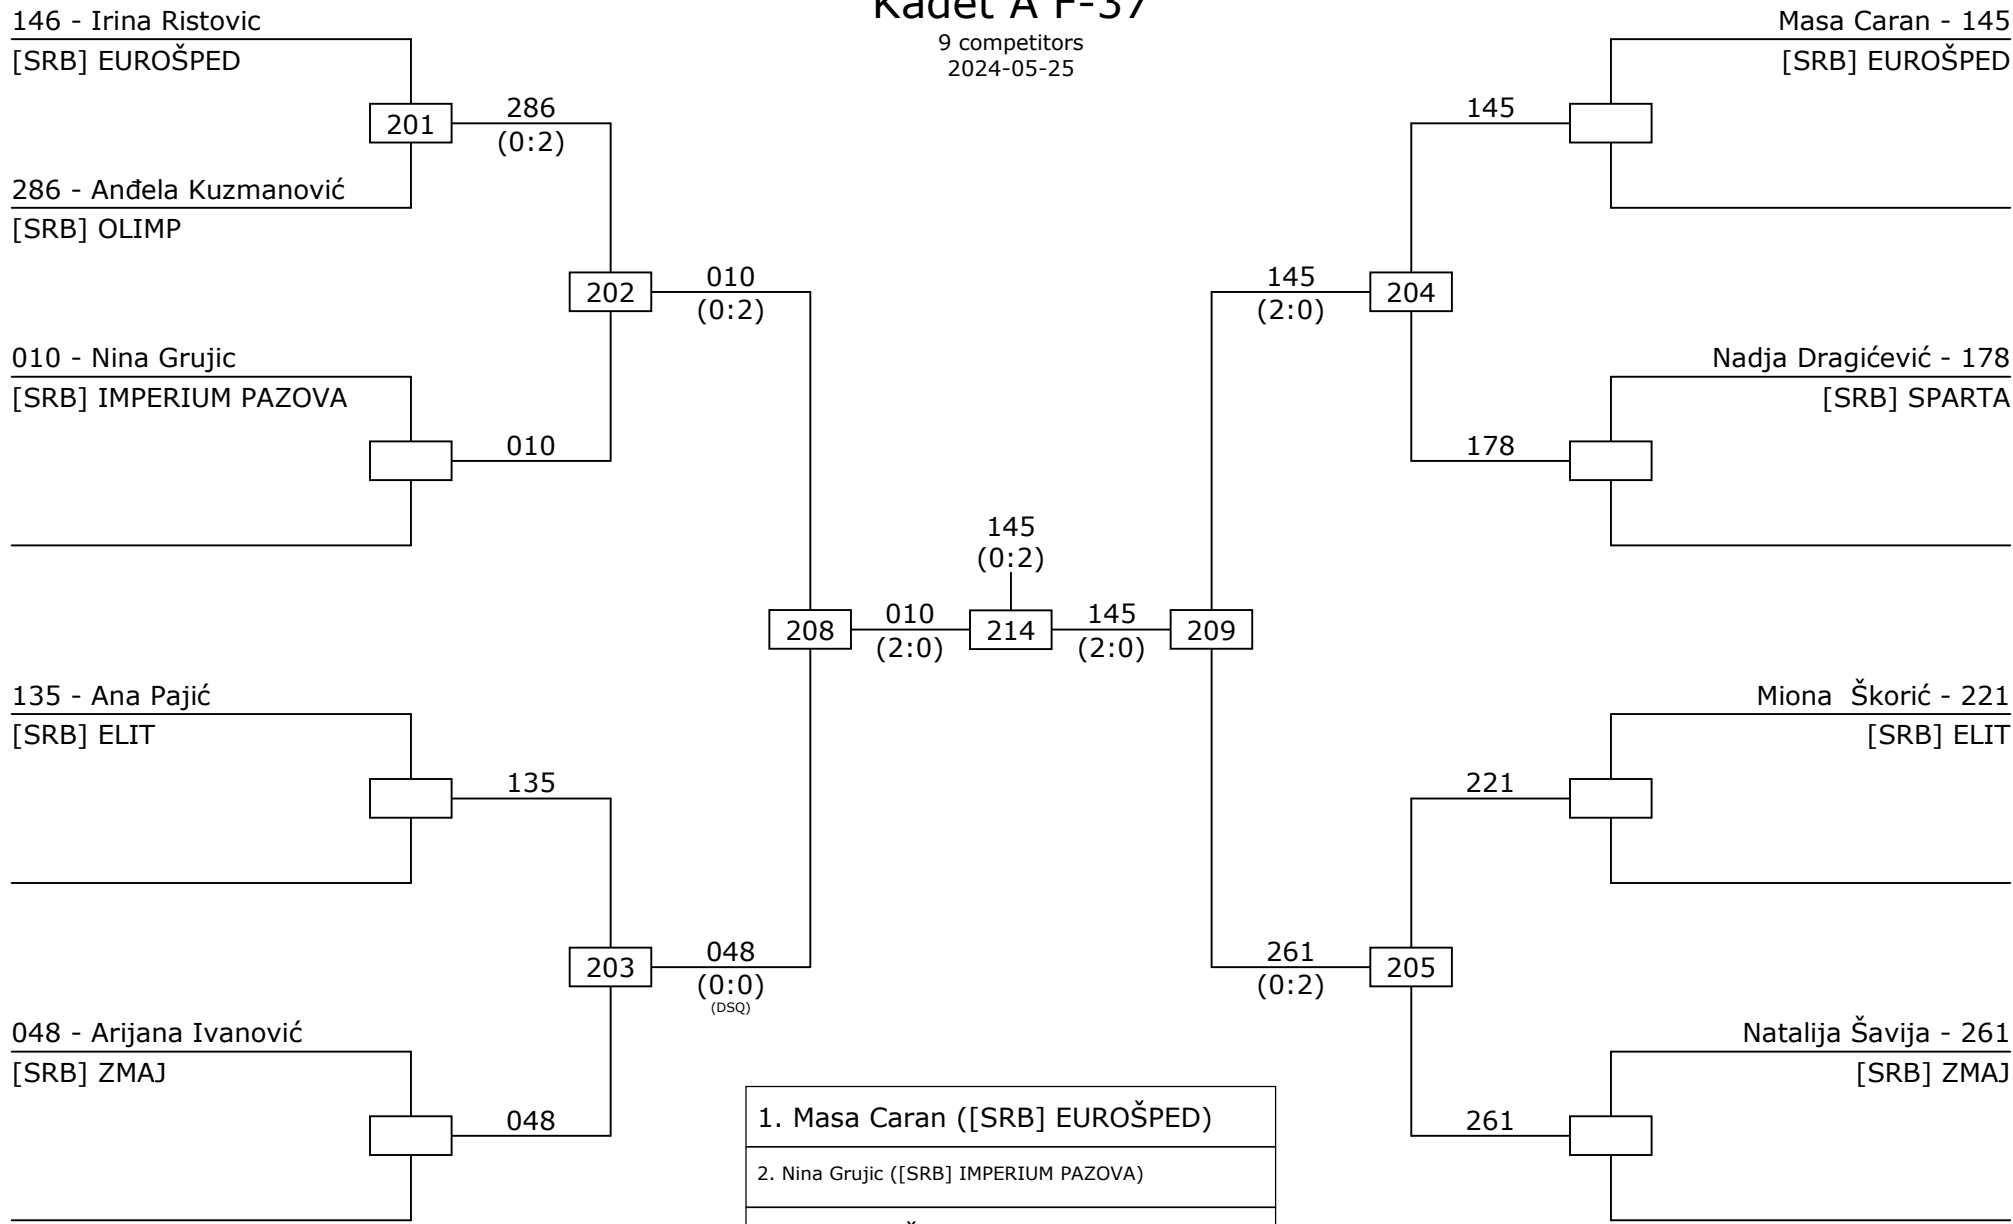 Kadet A F-37
9 competitors
2024-05-25
146 - Irina Ristovic
[SRB] EUROŠPED
201
286
(0:2)
286 - Anđela Kuzmanović
[SRB] OLIMP
202
010
(0:2)
010 - Nina Grujic
[SRB] IMPERIUM PAZOVA
010
208
010
(2:0)
135 - Ana Pajić
[SRB] ELIT
135
203
048
(0:0)
(DSQ)
048 - Arijana Ivanović
[SRB] ZMAJ
048
145
(0:2)
214
145
(2:0)
209
Masa Caran - 145
[SRB] EUROŠPED
145
145
(2:0)
204
Nadja Dragićević - 178
[SRB] SPARTA
178
Miona Škorić - 221
[SRB] ELIT
221
261
(0:2)
205
Natalija Šavija - 261
[SRB] ZMAJ
261
1. Masa Caran ([SRB] EUROŠPED)
2. Nina Grujic ([SRB] IMPERIUM PAZOVA)